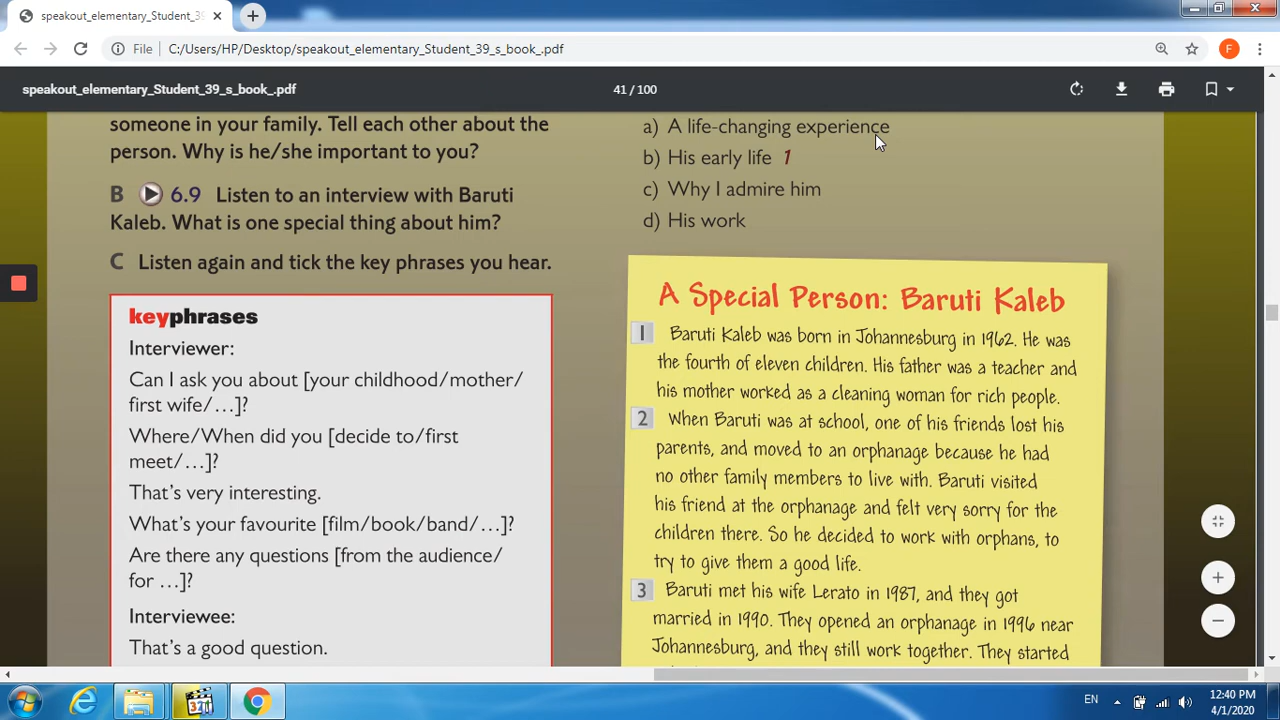 speakout_elementary_Student_39_s
File
C:/Users/HP/Desktop/speakout_elementary_Student_39_s_book_.pdf
F
speakout_elementary_Student_39_s_book_.pdf
41 / 100
someone in your family. Tell each other about the
person. Why is he/she important to you?
B 6.9 Listen to an interview with Baruti
Kaleb. What is one special thing about him?
C Listen again and tick the key phrases you hear.
keyphrases
Interviewer:
Can I ask you about [your childhood/mother/
first wife/…]?
Where/When did you [decide to/first
meet/…]?
That's very interesting.
What's your favourite [film/book/band/…]?
Are there any questions [from the audience/
for …]?
Interviewee:
That's a good question.
a) A life-changing experience
b) His early life 1
c) Why I admire him
d) His work
A Special Person: Baruti Kaleb
1 Baruti Kaleb was born in Johannesburg in 1962. He was
the fourth of eleven children. His father was a teacher and
his mother worked as a cleaning woman for rich people.
2 When Baruti was at school, one of his friends lost his
parents, and moved to an orphanage because he had
no other family members to live with. Baruti visited
his friend at the orphanage and felt very sorry for the
children there. So he decided to work with orphans, to
try to give them a good life.
3 Baruti met his wife Lerato in 1987, and they got
married in 1990. They opened an orphanage in 1996 near
Johannesburg, and they still work together. They started
EN
12:40 PM
4/1/2020